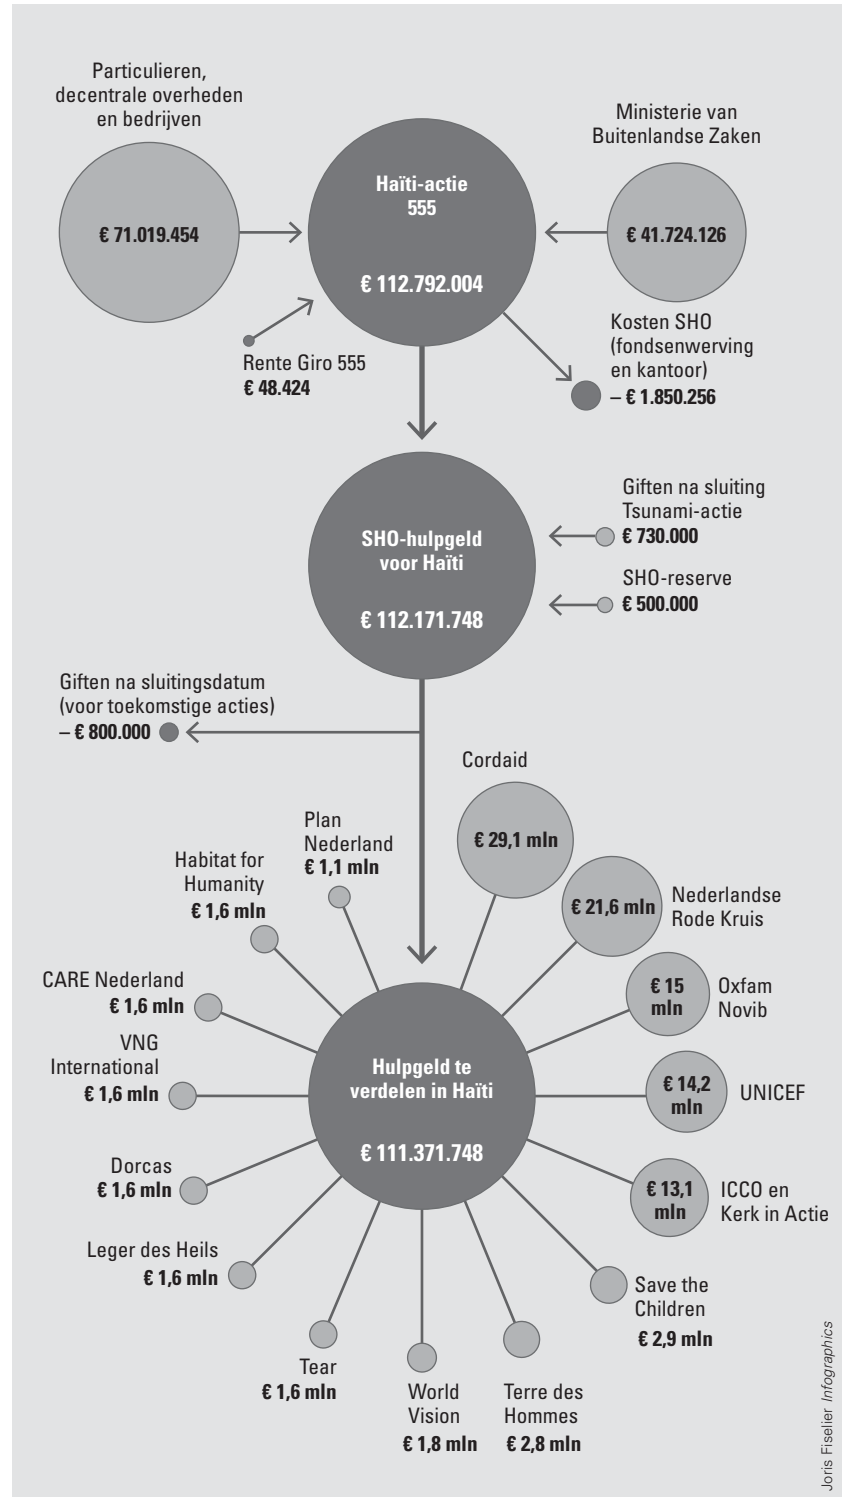 Particulieren,
decentrale overheden
en bedrijven
€ 71.019.454
Haïti-actie
555
€ 112.792.004
Ministerie van
Buitenlandse Zaken
€ 41.724.126
Rente Giro 555
€ 48.424
Kosten SHO
(fondsenwerving
en kantoor)
– € 1.850.256
SHO-hulpgeld
voor Haïti
€ 112.171.748
Giften na sluiting
Tsunami-actie
€ 730.000
SHO-reserve
€ 500.000
Giften na sluitingsdatum
(voor toekomstige acties)
– € 800.000
Cordaid
€ 29,1 mln
Nederlandse
Rode Kruis
€ 21,6 mln
Oxfam
Novib
€ 15
mln
UNICEF
€ 14,2
mln
ICCO en
Kerk in Actie
€ 13,1
mln
Save the
Children
€ 2,9 mln
Terre des
Hommes
€ 2,8 mln
World
Vision
€ 1,8 mln
Tear
€ 1,6 mln
Leger des Heils
€ 1,6 mln
Dorcas
€ 1,6 mln
VNG
International
€ 1,6 mln
CARE Nederland
€ 1,6 mln
Habitat for
Humanity
€ 1,6 mln
Plan
Nederland
€ 1,1 mln
Hulpgeld te
verdelen in Haïti
€ 111.371.748
Joris Fiselier Infographics